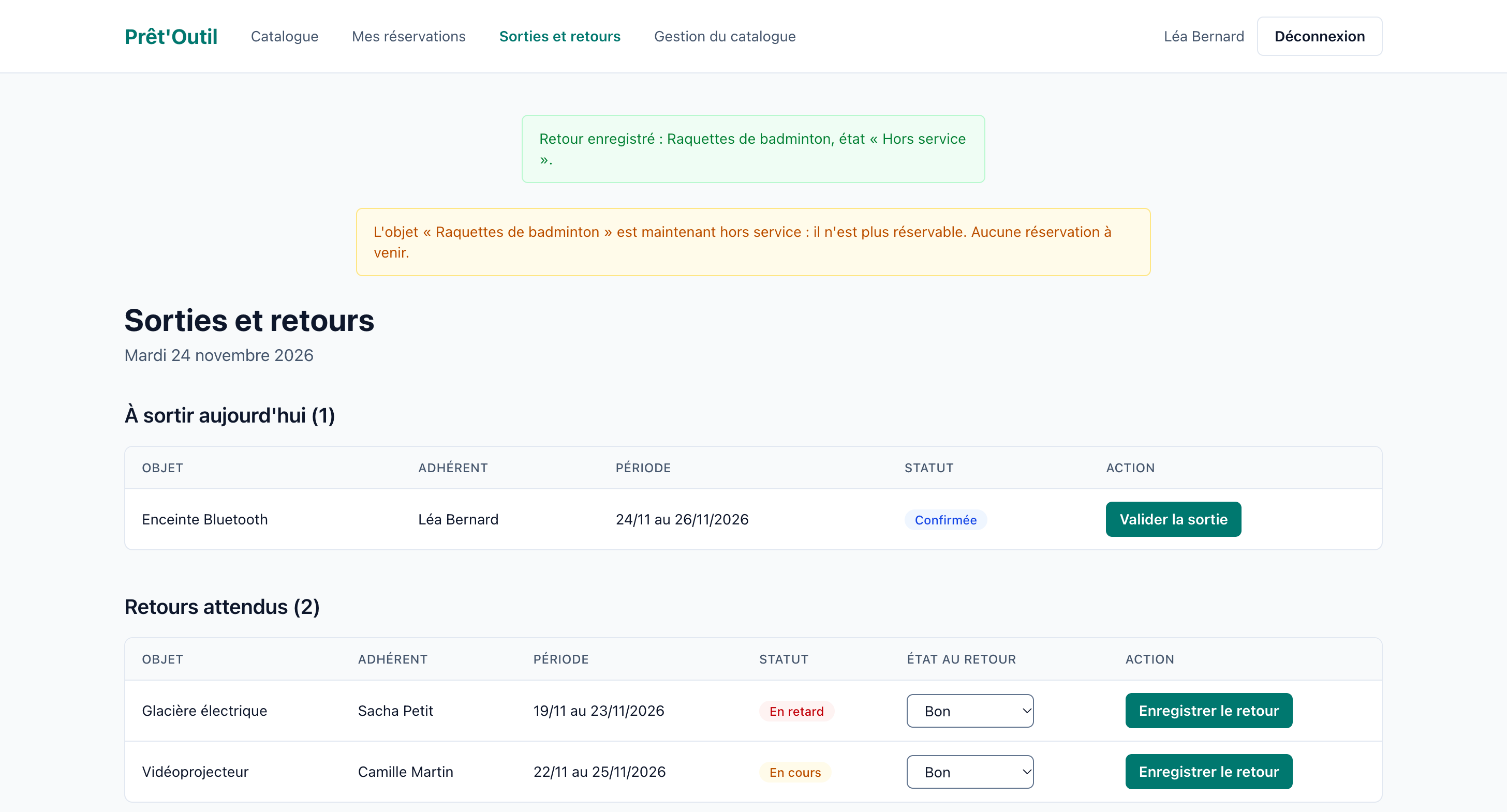 Prêt'Outil Catalogue Mes réservations Sorties et retours Gestion du catalogue Léa Bernard Déconnexion
Retour enregistré : Raquettes de badminton, état « Hors service
».
L'objet « Raquettes de badminton » est maintenant hors service : il n'est plus réservable. Aucune réservation à
venir.
Sorties et retours
Mardi 24 novembre 2026
À sortir aujourd'hui (1)
OBJET ADHÉRENT PÉRIODE STATUT ACTION
Enceinte Bluetooth Léa Bernard 24/11 au 26/11/2026 Confirmée Valider la sortie
Retours attendus (2)
OBJET ADHÉRENT PÉRIODE STATUT ÉTAT AU RETOUR ACTION
Glacière électrique Sacha Petit 19/11 au 23/11/2026 En retard Bon Enregistrer le retour
Vidéoprojecteur Camille Martin 22/11 au 25/11/2026 En cours Bon Enregistrer le retour